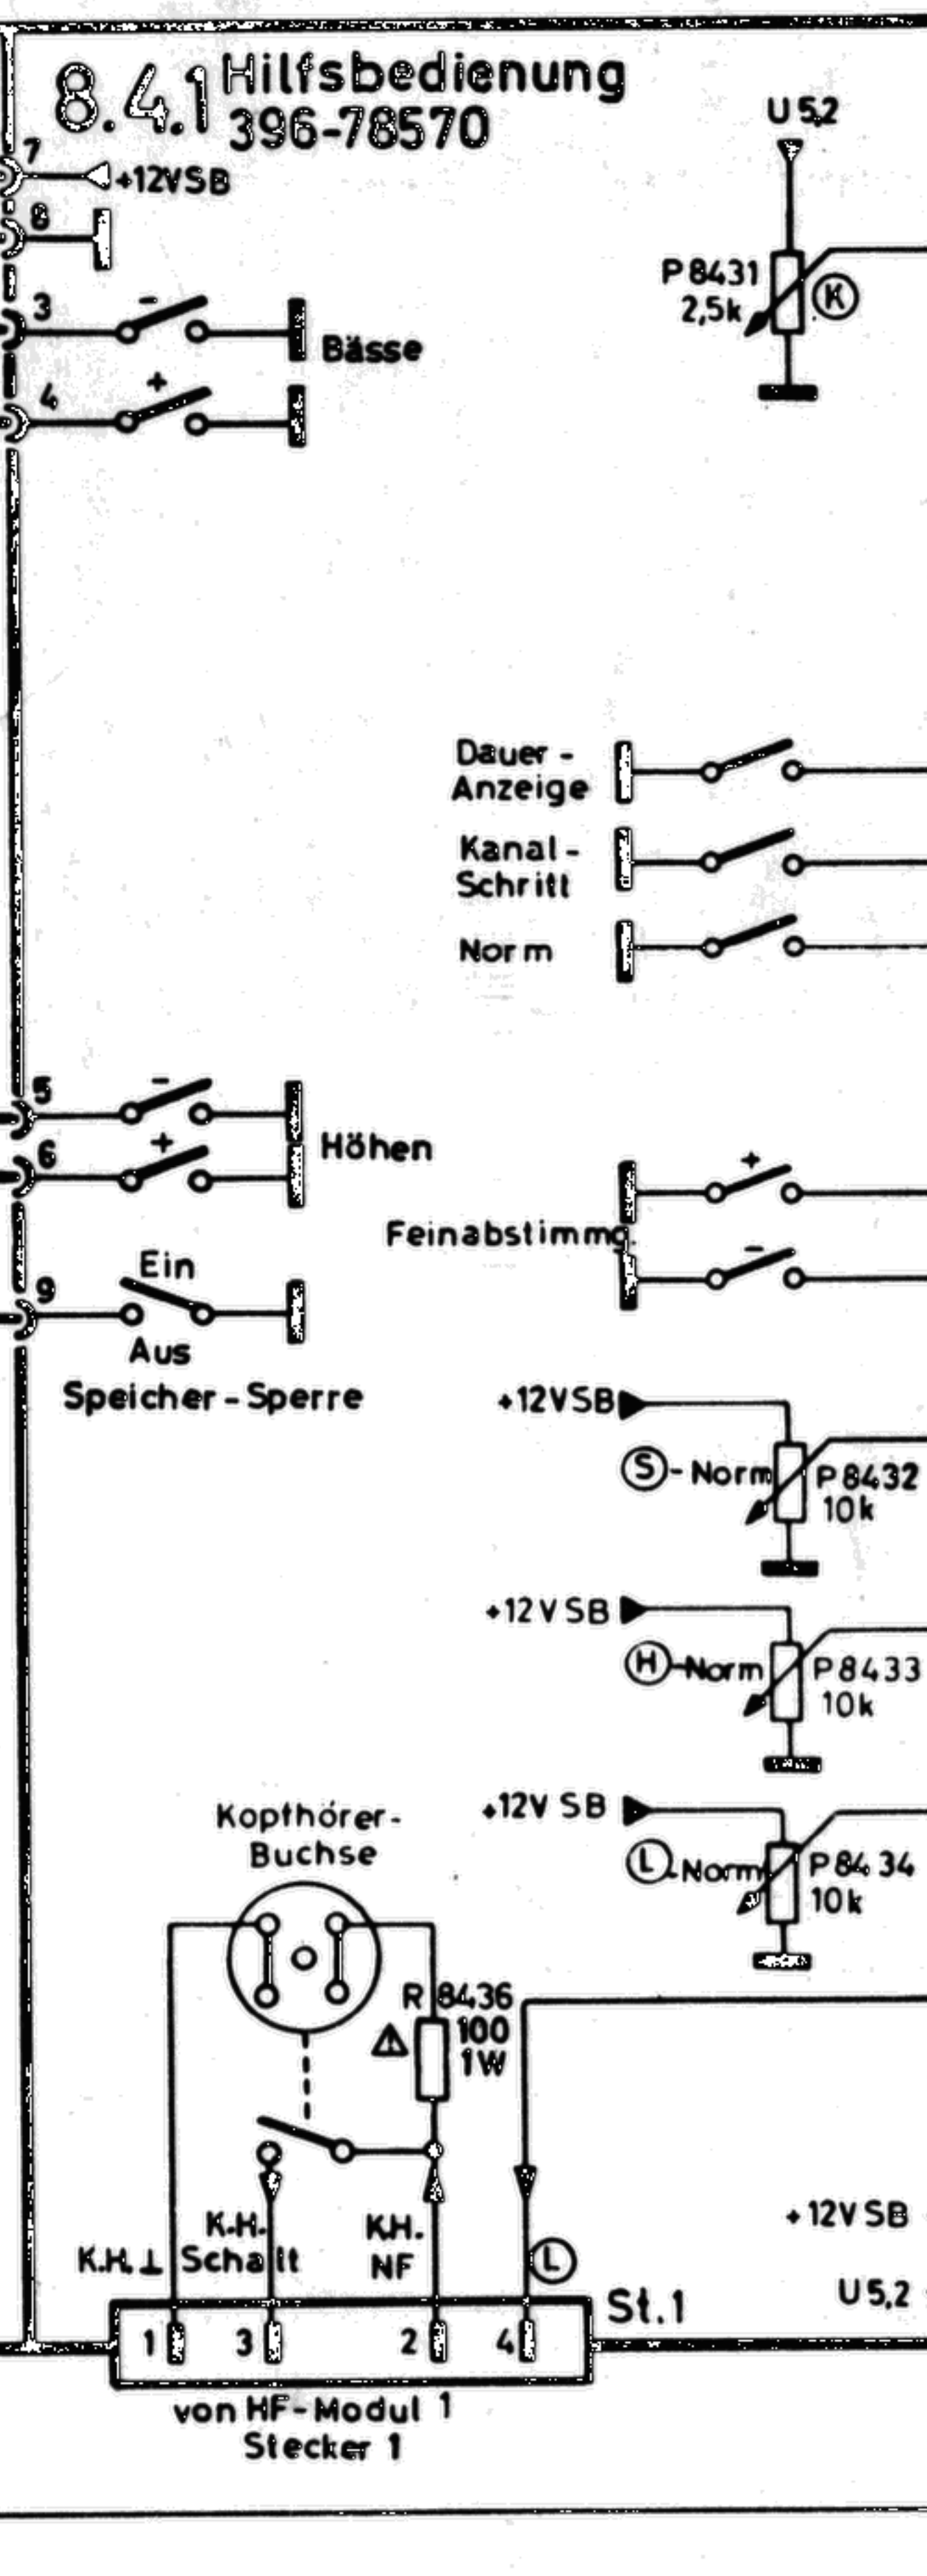 8.4.1 Hilfsbedienung
396-78570
U 5,2
7
+12VSB
8
P 8431
2,5k
K
3
-
Bässe
4
+
Dauer -
Anzeige
Kanal -
Schritt
Norm
5
-
6
+
Höhen
+
Feinabstimmg.
-
9
Ein
Aus
Speicher - Sperre
+12VSB
S - Norm
P 8432
10k
+12V SB
H - Norm
P 8433
10k
Kopfhörer-
Buchse
+12V SB
L - Norm
P 8434
10k
R 8436
100
1W
K.H.
Schalt
K.H. ⊥
K.H.
NF
L
+12V SB
U 5,2
St.1
1 3 2 4
von HF-Modul 1
Stecker 1